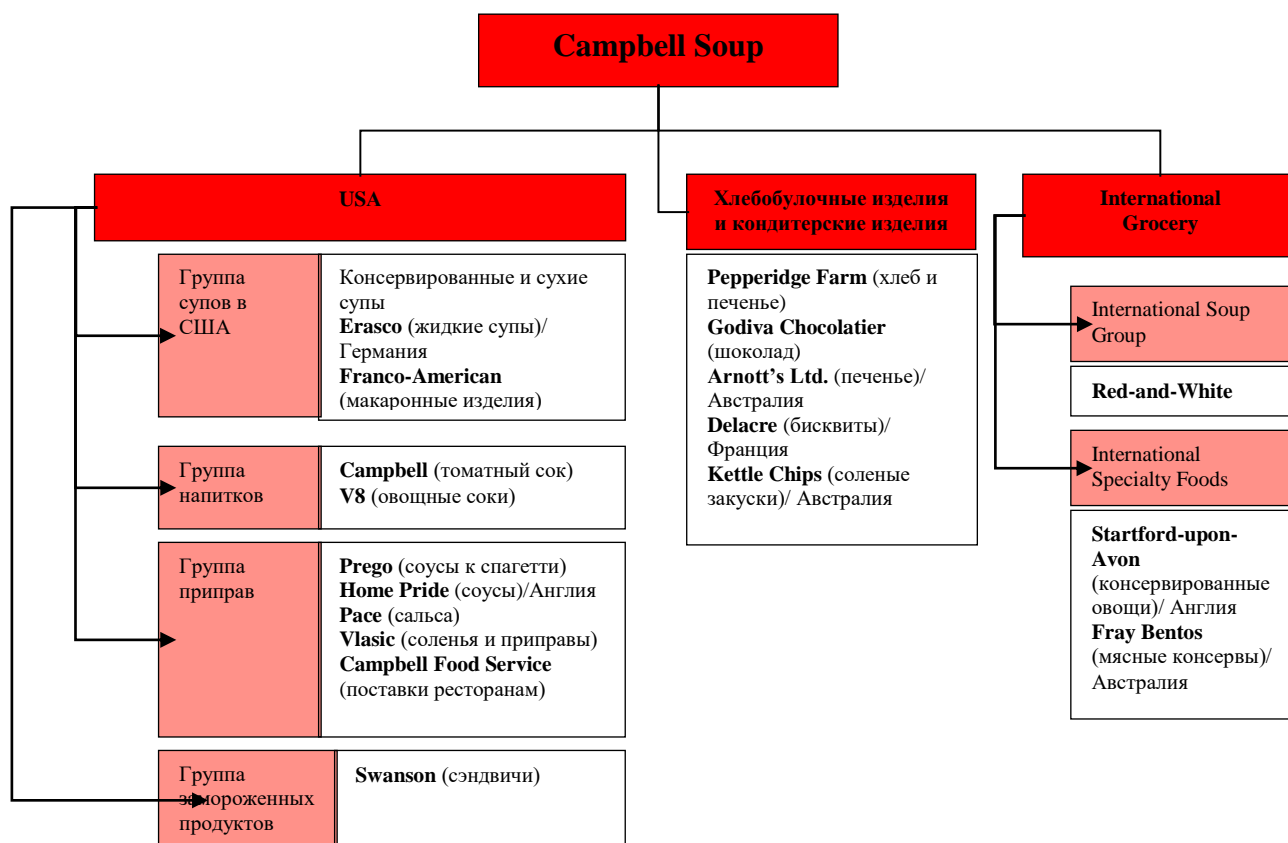 Campbell Soup
USA
Группа
супов в
США
Консервированные и сухие
супы
Erasco (жидкие супы)/
Германия
Franco-American
(макаронные изделия)
Группа
напитков
Campbell (томатный сок)
V8 (овощные соки)
Группа
приправ
Prego (соусы к спагетти)
Home Pride (соусы)/Англия
Pace (сальса)
Vlasic (соленья и приправы)
Campbell Food Service
(поставки ресторанам)
Группа
замороженных
продуктов
Swanson (сэндвичи)
Хлебобулочные изделия
и кондитерские изделия
Pepperidge Farm (хлеб и
печенье)
Godiva Chocolatier
(шоколад)
Arnott’s Ltd. (печенье)/
Австралия
Delacre (бисквиты)/
Франция
Kettle Chips (соленые
закуски)/ Австралия
International
Grocery
International Soup
Group
Red-and-White
International
Specialty Foods
Startford-upon-
Avon
(консервированные
овощи)/ Англия
Fray Bentos
(мясные консервы)/
Австралия